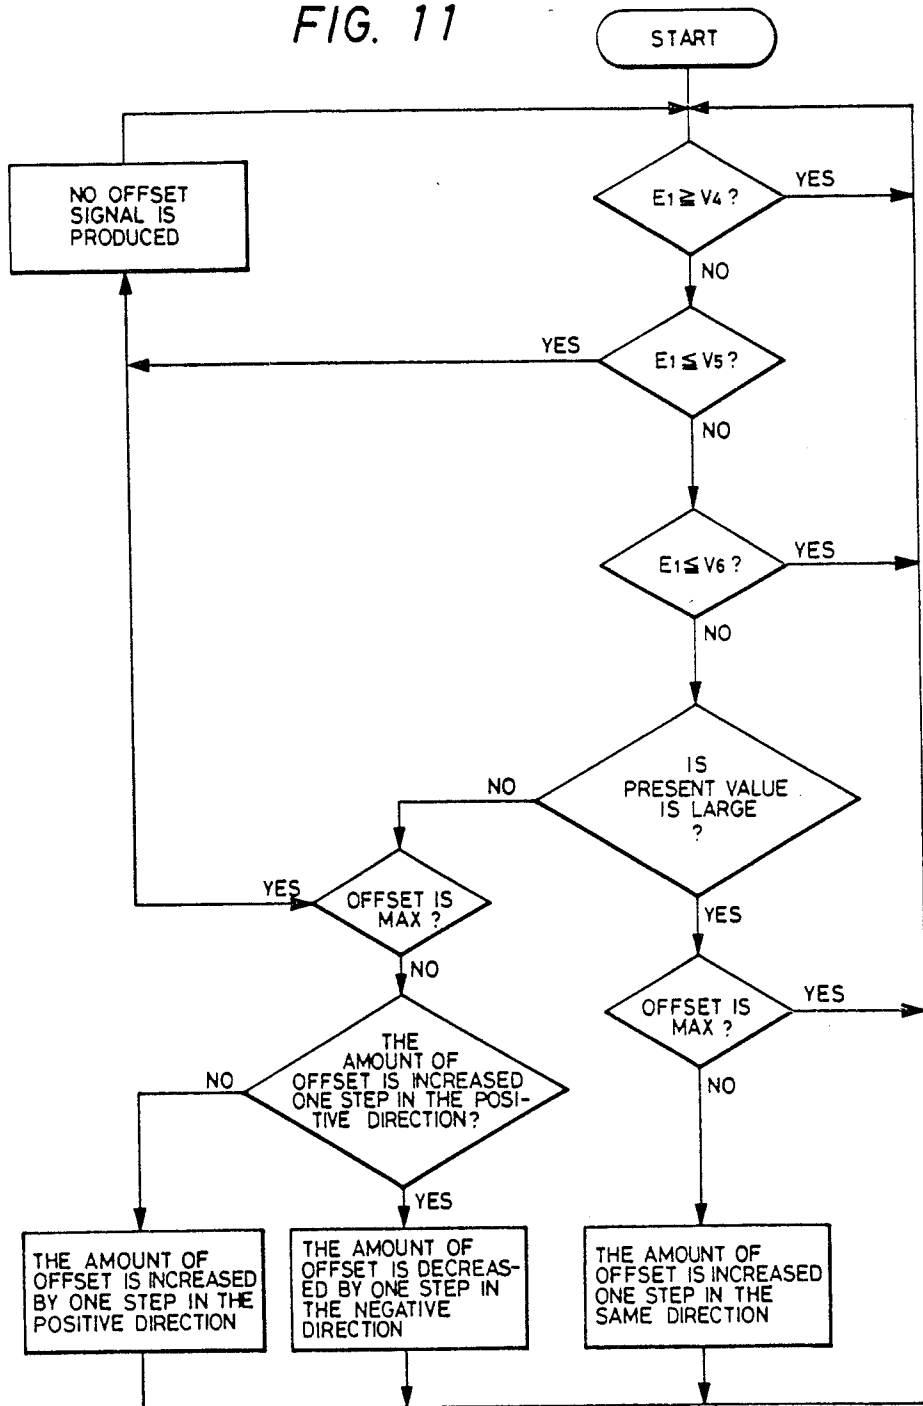 FIG. 11
START
E1 ≧ V4 ?
YES
NO
NO OFFSET
SIGNAL IS
PRODUCED
E1 ≦ V5 ?
YES
NO
E1 ≦ V6 ?
YES
NO
IS
PRESENT VALUE
IS LARGE
?
NO
YES
OFFSET IS
MAX ?
YES
NO
OFFSET IS
MAX ?
YES
NO
THE
AMOUNT OF
OFFSET IS INCREASED
ONE STEP IN THE POSI-
TIVE DIRECTION?
NO
YES
THE AMOUNT OF
OFFSET IS INCREASED
BY ONE STEP IN THE
POSITIVE DIRECTION
THE AMOUNT OF
OFFSET IS DECREAS-
ED BY ONE STEP IN
THE NEGATIVE
DIRECTION
THE AMOUNT OF
OFFSET IS INCREASED
ONE STEP IN THE
SAME DIRECTION